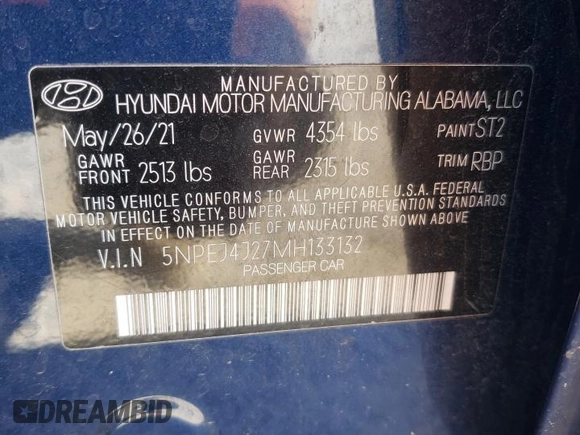 MANUFACTURED BY
HYUNDAI MOTOR MANUFACTURING ALABAMA, LLC
May/26/21 GVWR 4354 lbs PAINT ST2
GAWR FRONT 2513 lbs GAWR REAR 2315 lbs TRIM RBP
THIS VEHICLE CONFORMS TO ALL APPLICABLE U.S.A. FEDERAL
MOTOR VEHICLE SAFETY, BUMPER, AND THEFT PREVENTION
STANDARDS IN EFFECT ON THE DATE OF MANUFACTURE SHOWN ABOVE.
V.I.N 5NPEJ4J27MH133132
PASSENGER CAR
DREAMBID